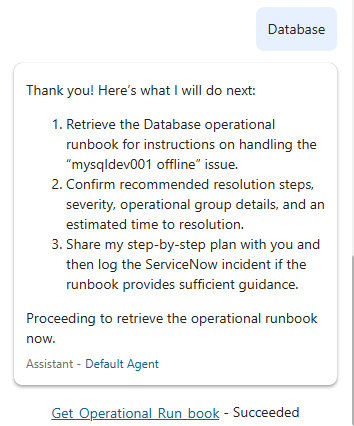 Database
Thank you! Here’s what I will do next:
1. Retrieve the Database operational
runbook for instructions on handling the
“mysqldev001 offline” issue.
2. Confirm recommended resolution steps,
severity, operational group details, and an
estimated time to resolution.
3. Share my step-by-step plan with you and
then log the ServiceNow incident if the
runbook provides sufficient guidance.
Proceeding to retrieve the operational runbook
now.
Assistant - Default Agent
Get_Operational_Run_book - Succeeded